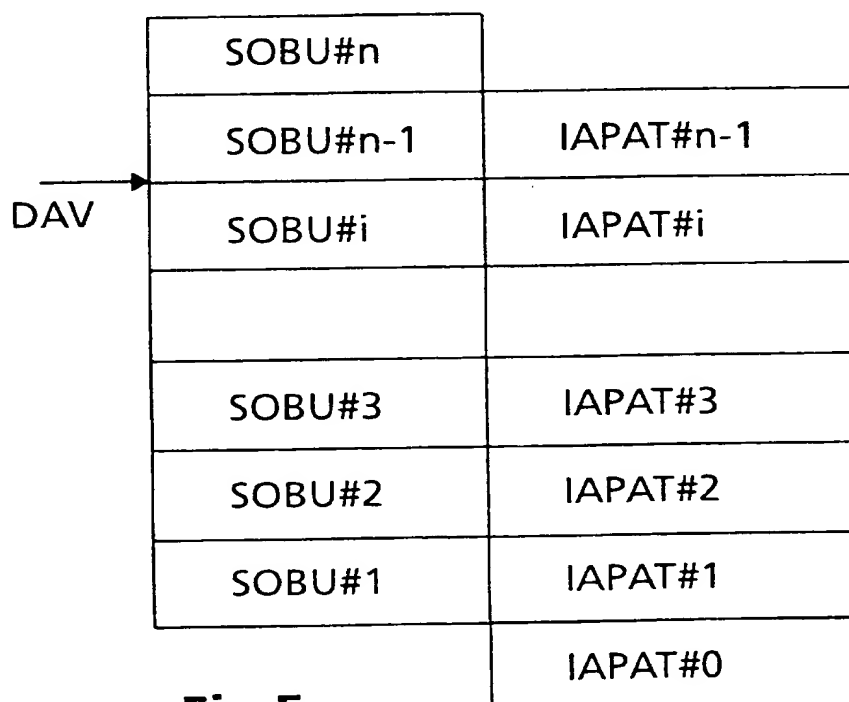 SOBU#n
SOBU#n-1 IAPAT#n-1
DAV
SOBU#i IAPAT#i
SOBU#3 IAPAT#3
SOBU#2 IAPAT#2
SOBU#1 IAPAT#1
IAPAT#0